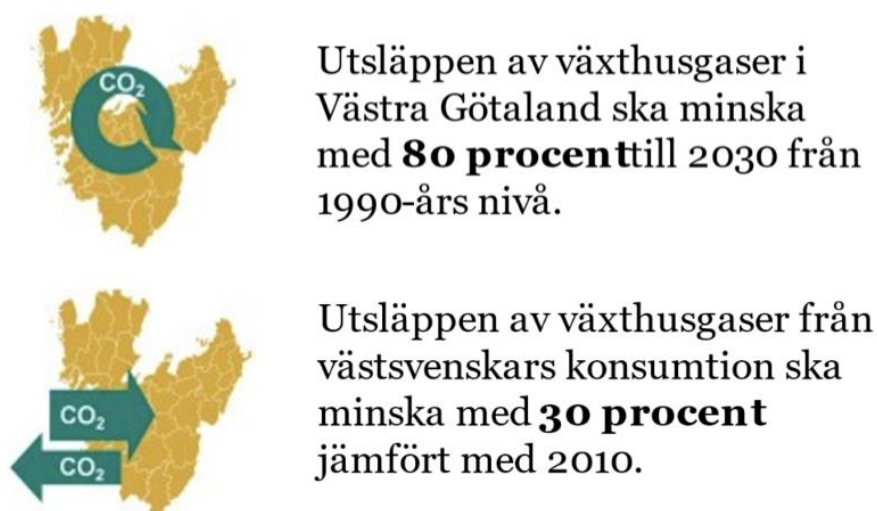 CO₂
Utsläppen av växthusgaser i
Västra Götaland ska minska
med 80 procenttill 2030 från
1990-års nivå.
CO₂
CO₂
Utsläppen av växthusgaser från
västsvenskars konsumtion ska
minska med 30 procent
jämfört med 2010.